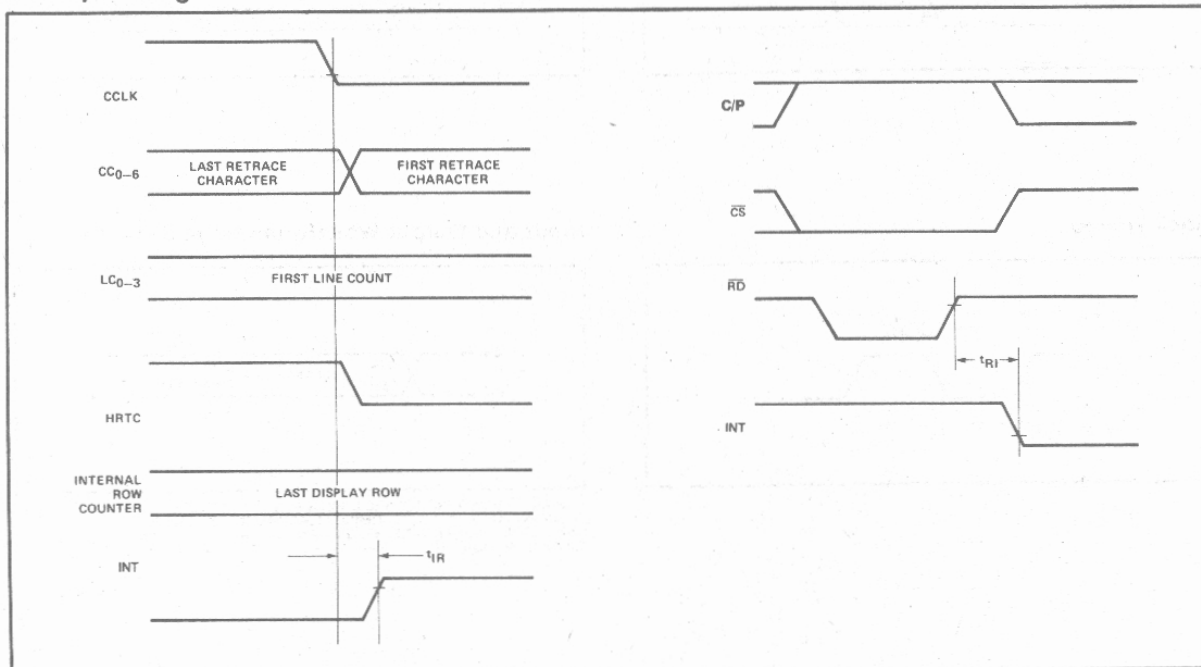 CCLK
CC0–6
LAST RETRACE
CHARACTER
FIRST RETRACE
CHARACTER
LC0–3
FIRST LINE COUNT
HRTC
INTERNAL
ROW
COUNTER
LAST DISPLAY ROW
INT
tIR
C/P
CS
RD
tRI
INT